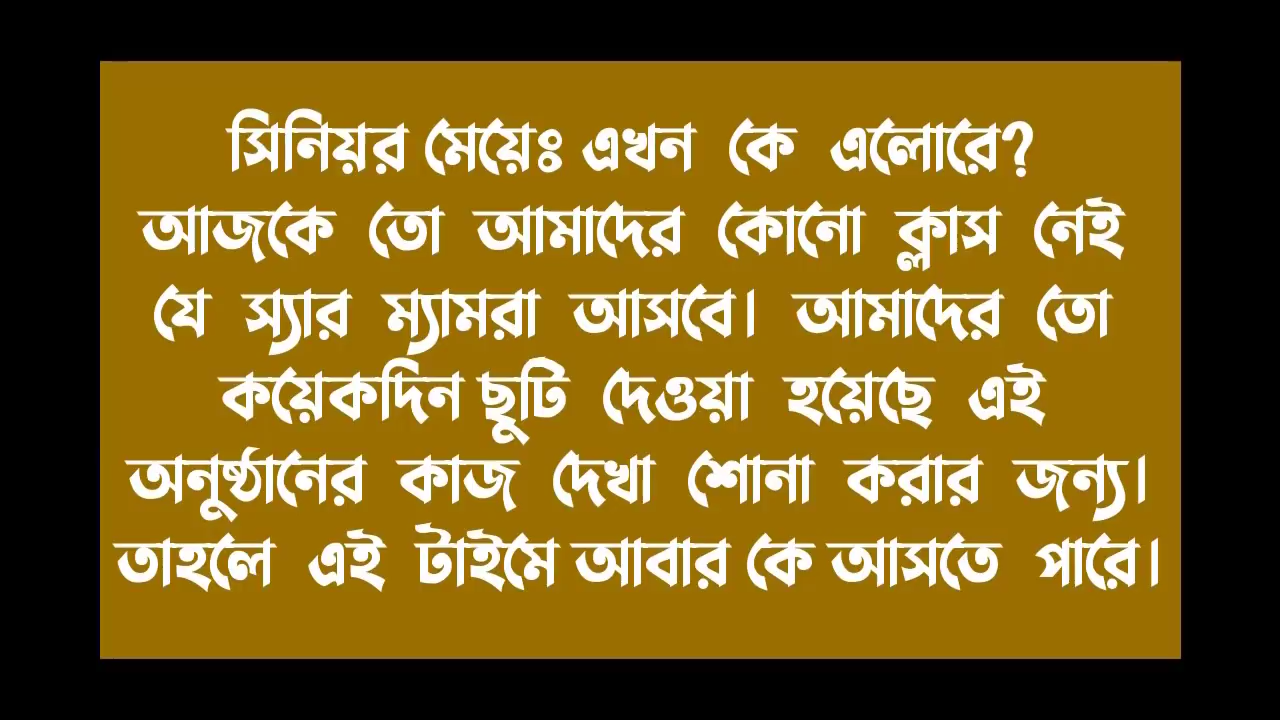 সিনিয়র মেয়েঃ এখন কে এলোরে?
আজকে তো আমাদের কোনো ক্লাস নেই
যে স্যার ম্যামরা আসবে। আমাদের তো
কয়েকদিন ছুটি দেওয়া হয়েছে এই
অনুষ্ঠানের কাজ দেখা শোনা করার জন্য।
তাহলে এই টাইমে আবার কে আসতে পারে।